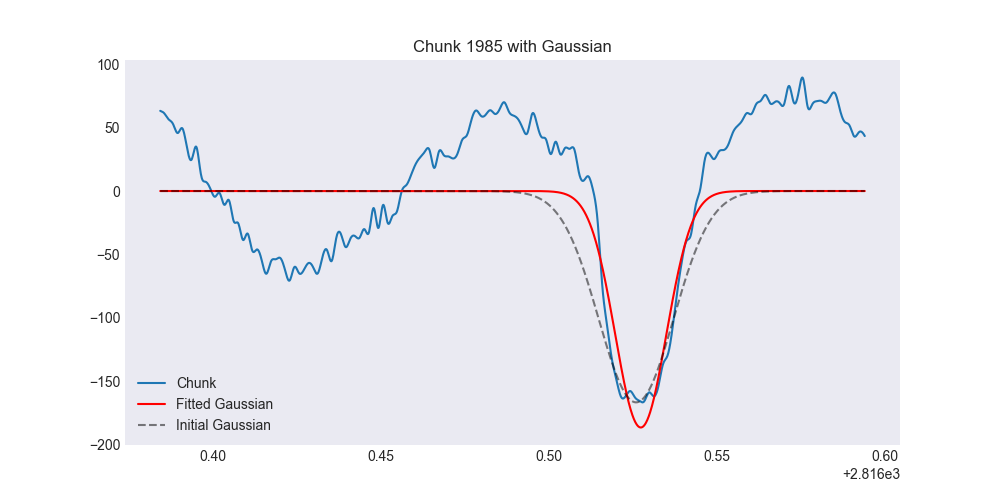 Chunk 1985 with Gaussian
100
50
0
−50
−100
−150
−200
Chunk
Fitted Gaussian
Initial Gaussian
0.40 0.45 0.50 0.55 0.60
+2.816e3